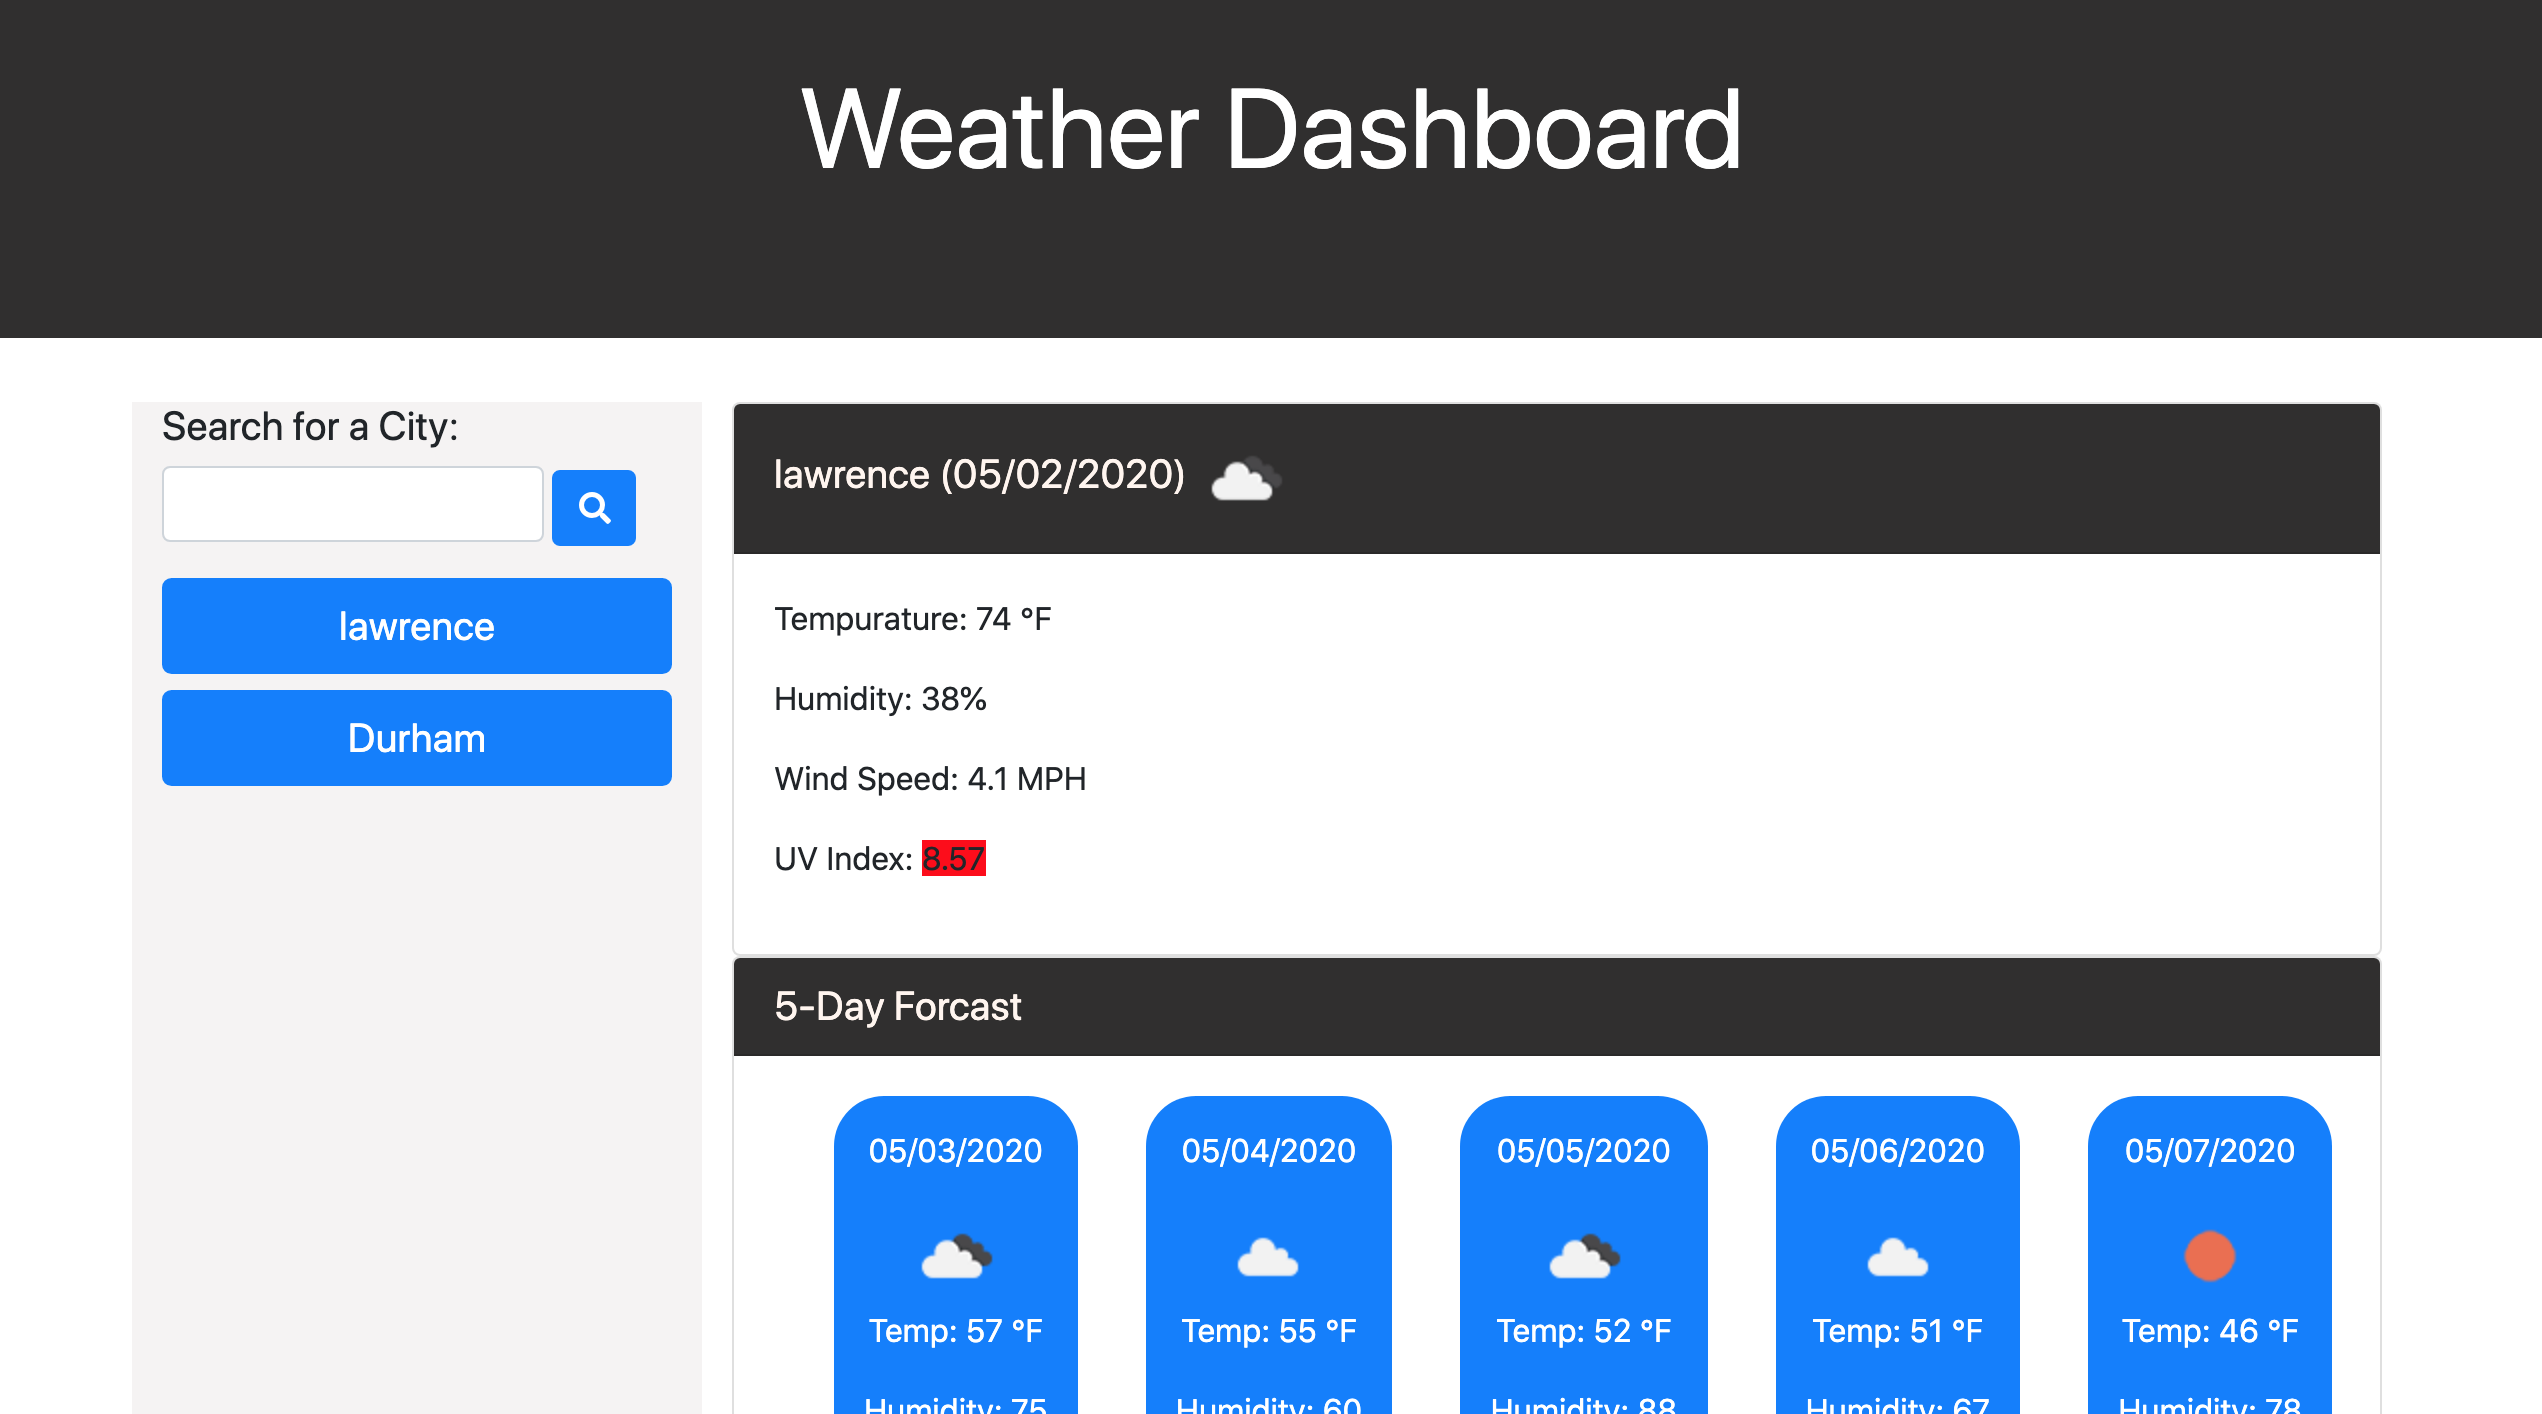 Weather Dashboard
Search for a City:
lawrence
Durham
lawrence (05/02/2020)
Tempurature: 74 °F
Humidity: 38%
Wind Speed: 4.1 MPH
UV Index: 8.57
5-Day Forcast
05/03/2020
Temp: 57 °F
Humidity: 75
05/04/2020
Temp: 55 °F
Humidity: 60
05/05/2020
Temp: 52 °F
Humidity: 88
05/06/2020
Temp: 51 °F
Humidity: 67
05/07/2020
Temp: 46 °F
Humidity: 78